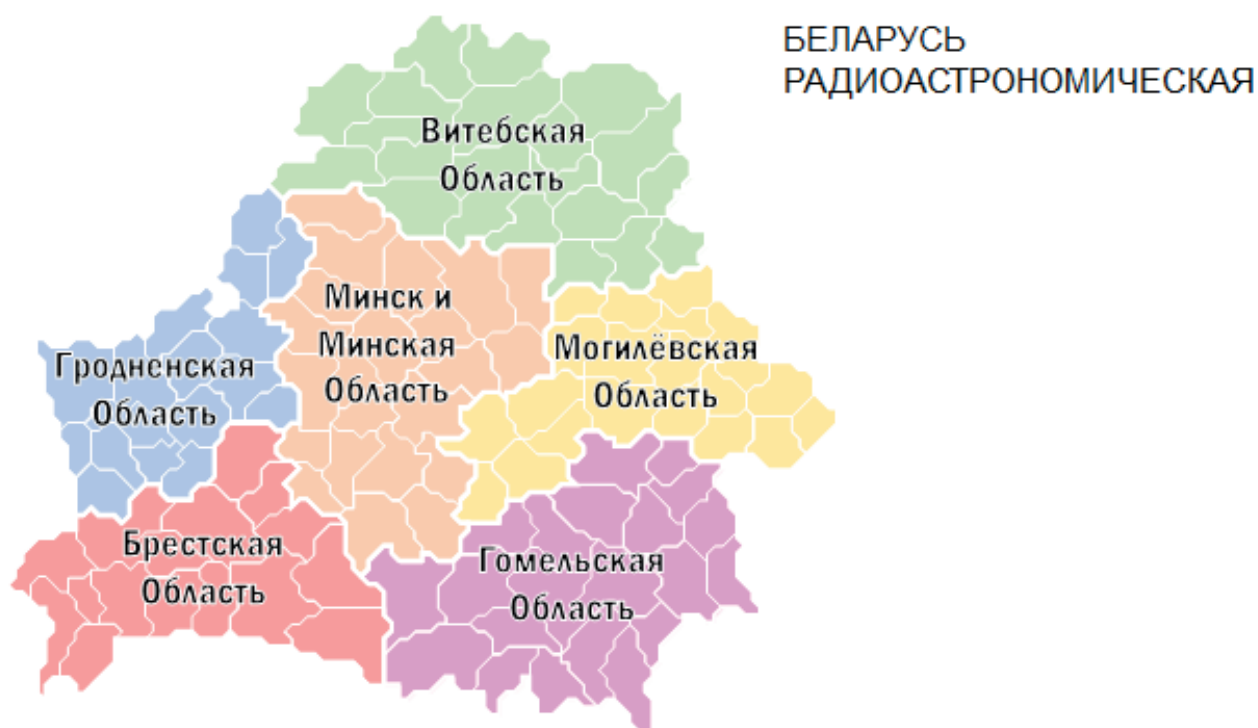 БЕЛАРУСЬ
РАДИОАСТРОНОМИЧЕСКАЯ
Витебская
Область
Минск и
Минская
Область
Гродненская
Область
Могилёвская
Область
Брестская
Область
Гомельская
Область